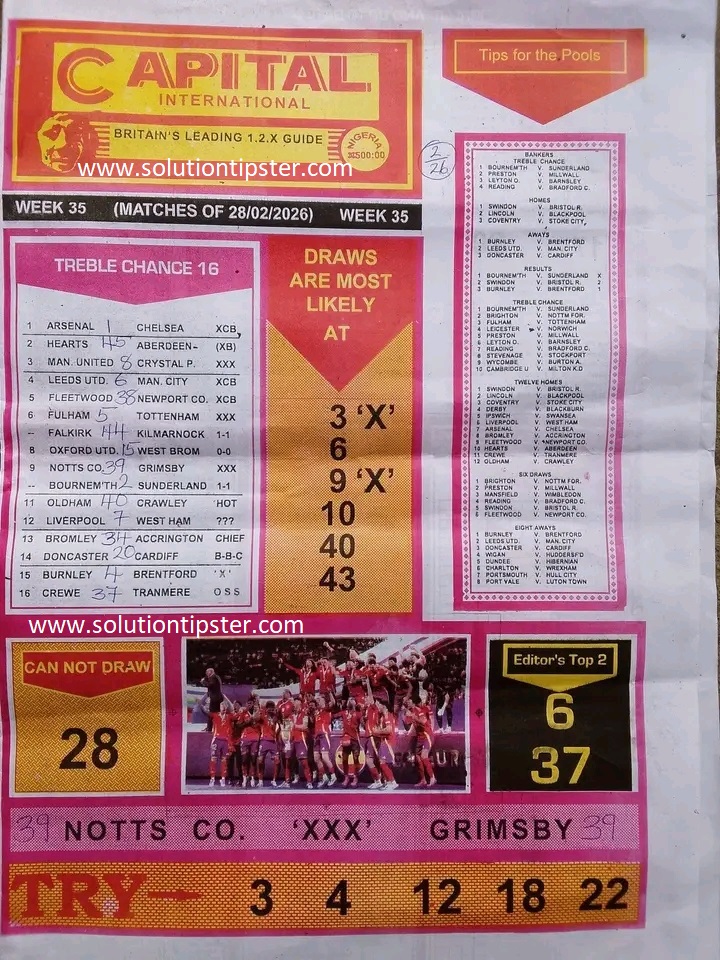 CAPITAL
INTERNATIONAL
BRITAIN'S LEADING 1.2.X GUIDE
NIGERIA
₦500:00
www.solutiontipster.com
WEEK 35 (MATCHES OF 28/02/2026) WEEK 35
Tips for the Pools
2/26
TREBLE CHANCE 16
1 ARSENAL 1 CHELSEA XCB
2 HEARTS 45 ABERDEEN- (XB)
3 MAN. UNITED 8 CRYSTAL P. XXX
4 LEEDS UTD. 6 MAN. CITY XCB
5 FLEETWOOD 38 NEWPORT CO. XCB
6 FULHAM 5 TOTTENHAM XXX
-- FALKIRK 44 KILMARNOCK 1-1
8 OXFORD UTD. 15 WEST BROM 0-0
9 NOTTS CO. 39 GRIMSBY XXX
-- BOURNEM'TH 2 SUNDERLAND 1-1
11 OLDHAM 40 CRAWLEY 'HOT
12 LIVERPOOL 7 WEST HAM ???
13 BROMLEY 34 ACCRINGTON CHIEF
14 DONCASTER 20 CARDIFF B-B-C
15 BURNLEY 4 BRENTFORD 'X'
16 CREWE 37 TRANMERE O S S
DRAWS
ARE MOST
LIKELY
AT
3 'X'
6
9 'X'
10
40
43
BANKERS
TREBLE CHANCE
1 BOURNEM'TH V. SUNDERLAND
2 PRESTON V. MILLWALL
3 LEYTON O. V. BARNSLEY
4 READING V. BRADFORD C.
HOMES
1 SWINDON V. BRISTOL R.
2 LINCOLN V. BLACKPOOL
3 COVENTRY V. STOKE CITY
AWAYS
1 BURNLEY V. BRENTFORD
2 LEEDS UTD. V. MAN. CITY
3 DONCASTER V. CARDIFF
RESULTS
1 BOURNEM'TH V. SUNDERLAND X
2 SWINDON V. BRISTOL R. 2
3 BURNLEY V. BRENTFORD 1
TREBLE CHANCE
1 BOURNEM'TH V. SUNDERLAND
2 BRIGHTON V. NOTTM FOR.
3 FULHAM V. TOTTENHAM
4 LEICESTER V. NORWICH
5 PRESTON V. MILLWALL
6 LEYTON O. V. BARNSLEY
7 READING V. BRADFORD C.
8 STEVENAGE V. STOCKPORT
9 WYCOMBE V. BURTON A.
10 CAMBRIDGE U V. MILTON K.D
TWELVE HOMES
1 SWINDON V. BRISTOL R.
2 LINCOLN V. BLACKPOOL
3 COVENTRY V. STOKE CITY
4 DERBY V. BLACKBURN
5 IPSWICH V. SWANSEA
6 LIVERPOOL V. WEST HAM
7 ARSENAL V. CHELSEA
8 BROMLEY V. ACCRINGTON
9 FLEETWOOD V. NEWPORT CO.
10 HEARTS V. ABERDEEN
11 CREWE V. TRANMERE
12 OLDHAM V. CRAWLEY
SIX DRAWS
1 BRIGHTON V. NOTTM FOR.
2 PRESTON V. MILLWALL
3 MANSFIELD V. WIMBLEDON
4 READING V. BRADFORD C.
5 SWINDON V. BRISTOL R.
6 FLEETWOOD V. NEWPORT CO.
EIGHT AWAYS
1 BURNLEY V. BRENTFORD
2 LEEDS UTD. V. MAN. CITY
3 DONCASTER V. CARDIFF
4 WIGAN V. HUDDERSF'D
5 DUNDEE V. HIBERNIAN
6 CHARLTON V. WREXHAM
7 PORTSMOUTH V. HULL CITY
8 PORT VALE V. LUTON TOWN
www.solutiontipster.com
CAN NOT DRAW
28
Editor's Top 2
6
37
39 NOTTS CO. 'XXX' GRIMSBY 39
TRY 3 4 12 18 22